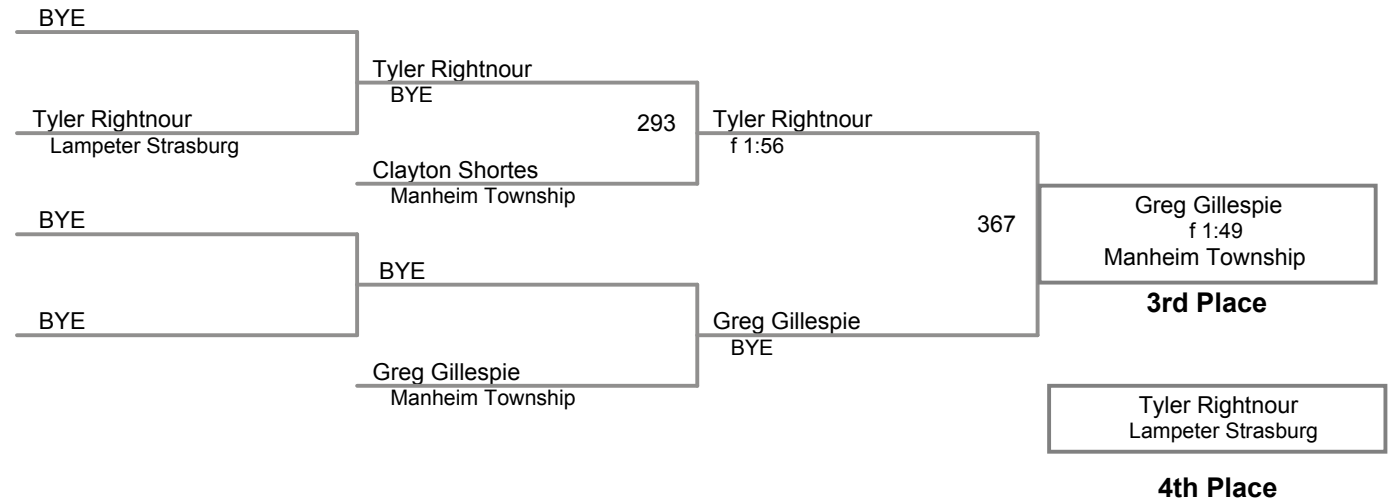 BYE
Tyler Rightnour
BYE
Tyler Rightnour
Lampeter Strasburg
293
Tyler Rightnour
f 1:56
Clayton Shortes
Manheim Township
BYE
367
Greg Gillespie
f 1:49
Manheim Township
BYE
3rd Place
BYE
Greg Gillespie
BYE
Greg Gillespie
Manheim Township
Tyler Rightnour
Lampeter Strasburg
4th Place